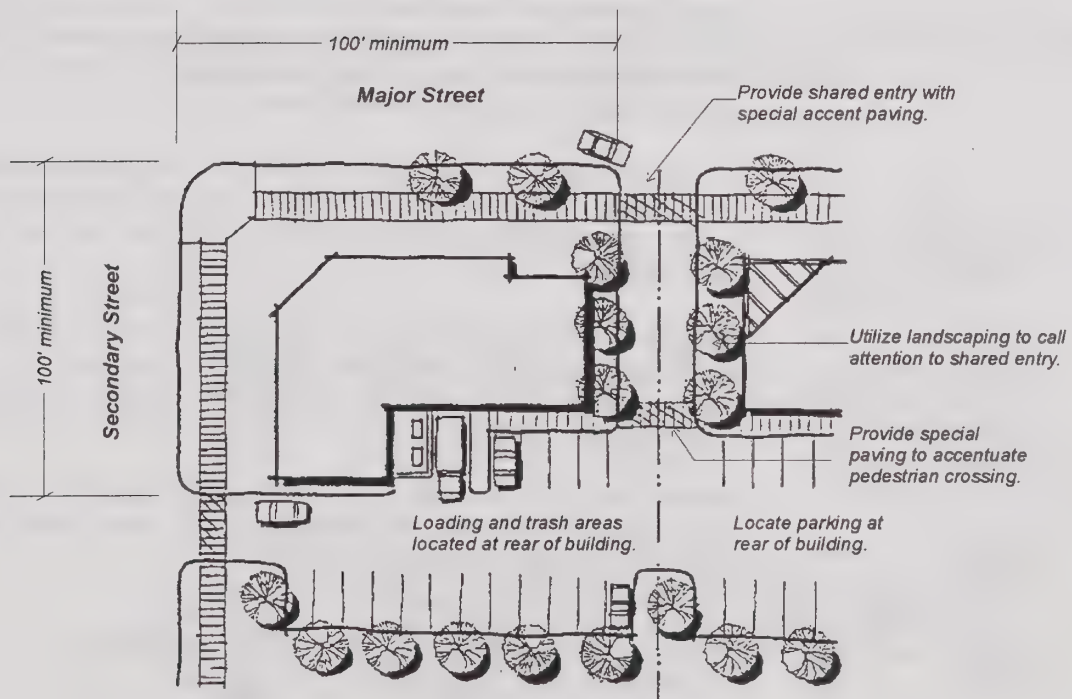 100' minimum
Major Street
Provide shared entry with
special accent paving.
100' minimum
Secondary Street
Utilize landscaping to call
attention to shared entry.
Provide special
paving to accentuate
pedestrian crossing.
Loading and trash areas
located at rear of building.
Locate parking at
rear of building.